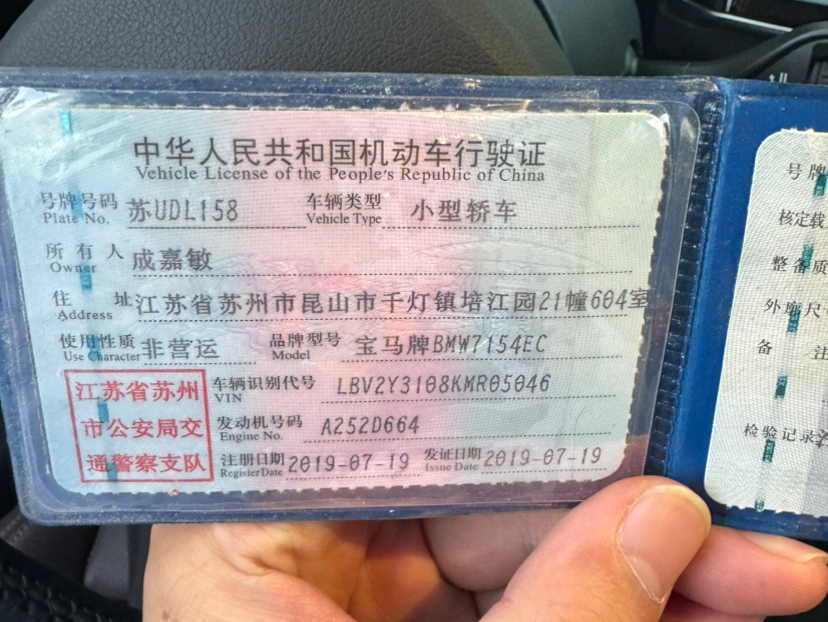 中华人民共和国机动车行驶证
Vehicle License of the People's Republic of China
号牌号码 苏UDL158 车辆类型 小型轿车
Plate No. Vehicle Type
所有人 成嘉敏
Owner
住址 江苏省苏州市昆山市千灯镇培江园21幢604室
Address
使用性质 非营运 品牌型号 宝马牌BMW7154EC
Use Character Model
江苏省苏州
市公安局交
通警察支队
车辆识别代号 LBV2Y3108KMR05046
VIN
发动机号码 A252D664
Engine No.
注册日期 2019-07-19 发证日期 2019-07-19
Register Date Issue Date
号牌
核定载
整备质
外廓尺
备注
检验记录